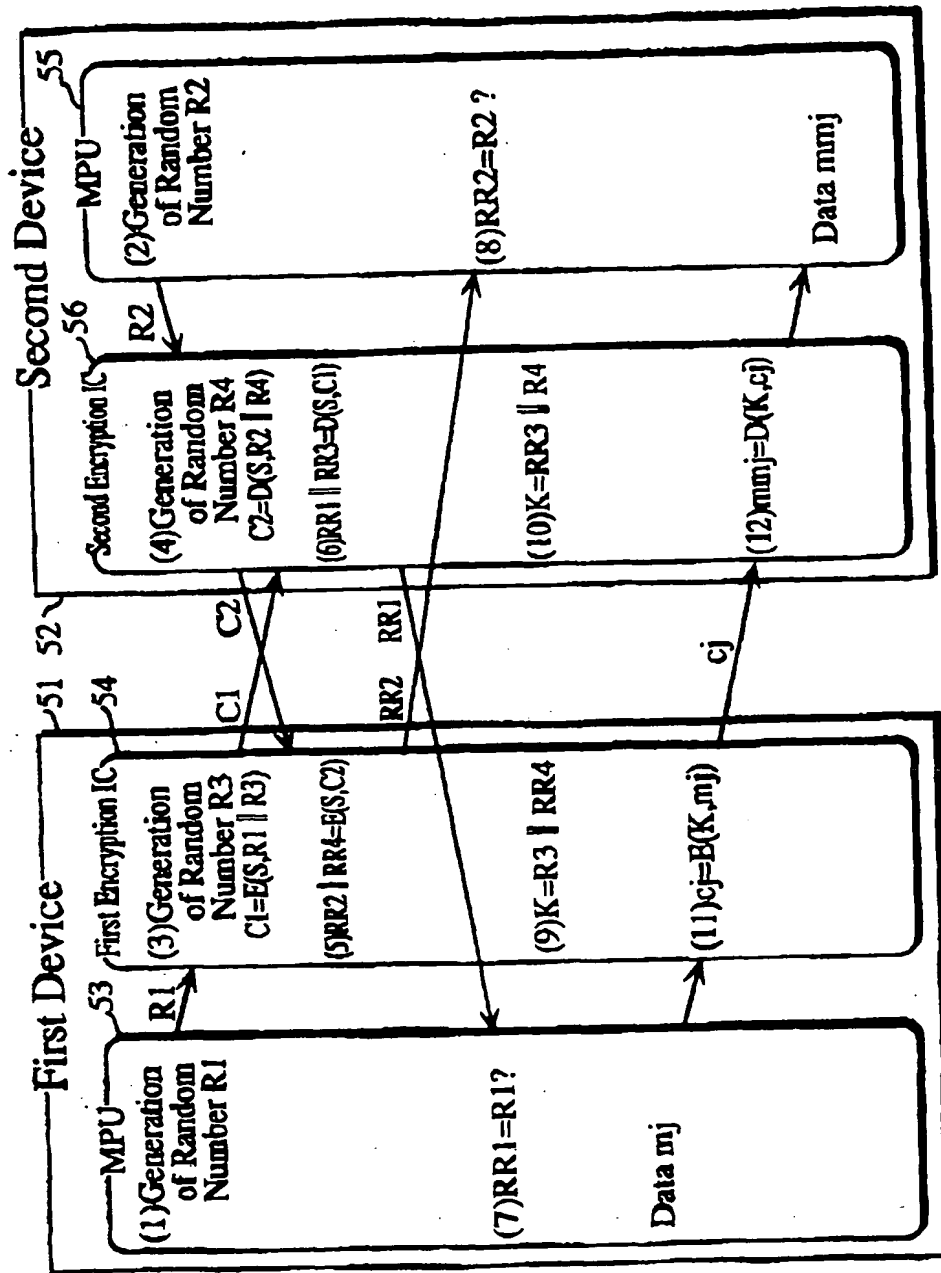 First Device
51
MPU
53
(1)Generation
of Random
Number R1
(7)RR1=R1?
Data mj
R1
First Encryption IC
54
(3)Generation
of Random
Number R3
C1=E(S,R1 || R3)
(5)RR2 || RR4=E(S,C2)
(9)K=R3 || RR4
(11)cj=E(K,mj)
C1
C2
RR2
RR1
cj
Second Device
52
Second Encryption IC
56
(4)Generation
of Random
Number R4
C2=D(S,R2 || R4)
(6)RR1 || RR3=D(S,C1)
(10)K=RR3 || R4
(12)mmj=D(K,cj)
R2
MPU
55
(2)Generation
of Random
Number R2
(8)RR2=R2 ?
Data mmj